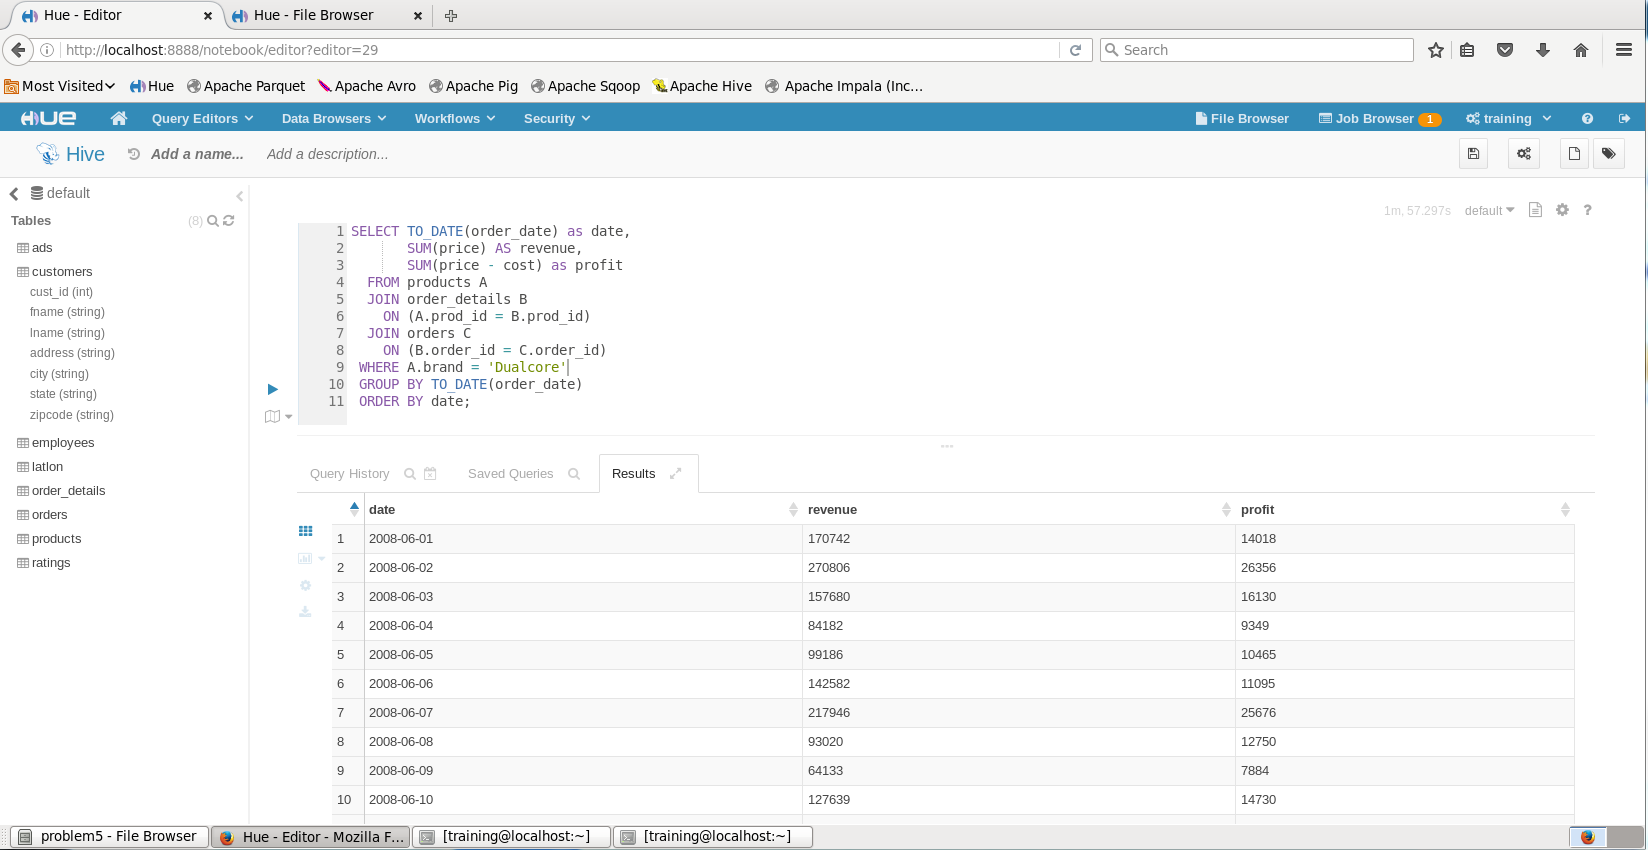 Hue - Editor
Hue - File Browser
http://localhost:8888/notebook/editor?editor=29
Search
Most Visited
Hue
Apache Parquet
Apache Avro
Apache Pig
Apache Sqoop
Apache Hive
Apache Impala (Inc...
HUE
Query Editors
Data Browsers
Workflows
Security
File Browser
Job Browser 1
training
Hive
Add a name...
Add a description...
default
Tables
(8)
ads
customers
cust_id (int)
fname (string)
lname (string)
address (string)
city (string)
state (string)
zipcode (string)
employees
latlon
order_details
orders
products
ratings
1m, 57.297s
default
1 SELECT TO_DATE(order_date) as date,
2 SUM(price) AS revenue,
3 SUM(price - cost) as profit
4 FROM products A
5 JOIN order_details B
6 ON (A.prod_id = B.prod_id)
7 JOIN orders C
8 ON (B.order_id = C.order_id)
9 WHERE A.brand = 'Dualcore'
10 GROUP BY TO_DATE(order_date)
11 ORDER BY date;
Query History
Saved Queries
Results
date revenue profit
1 2008-06-01 170742 14018
2 2008-06-02 270806 26356
3 2008-06-03 157680 16130
4 2008-06-04 84182 9349
5 2008-06-05 99186 10465
6 2008-06-06 142582 11095
7 2008-06-07 217946 25676
8 2008-06-08 93020 12750
9 2008-06-09 64133 7884
10 2008-06-10 127639 14730
problem5 - File Browser
Hue - Editor - Mozilla F...
[training@localhost:~]
[training@localhost:~]